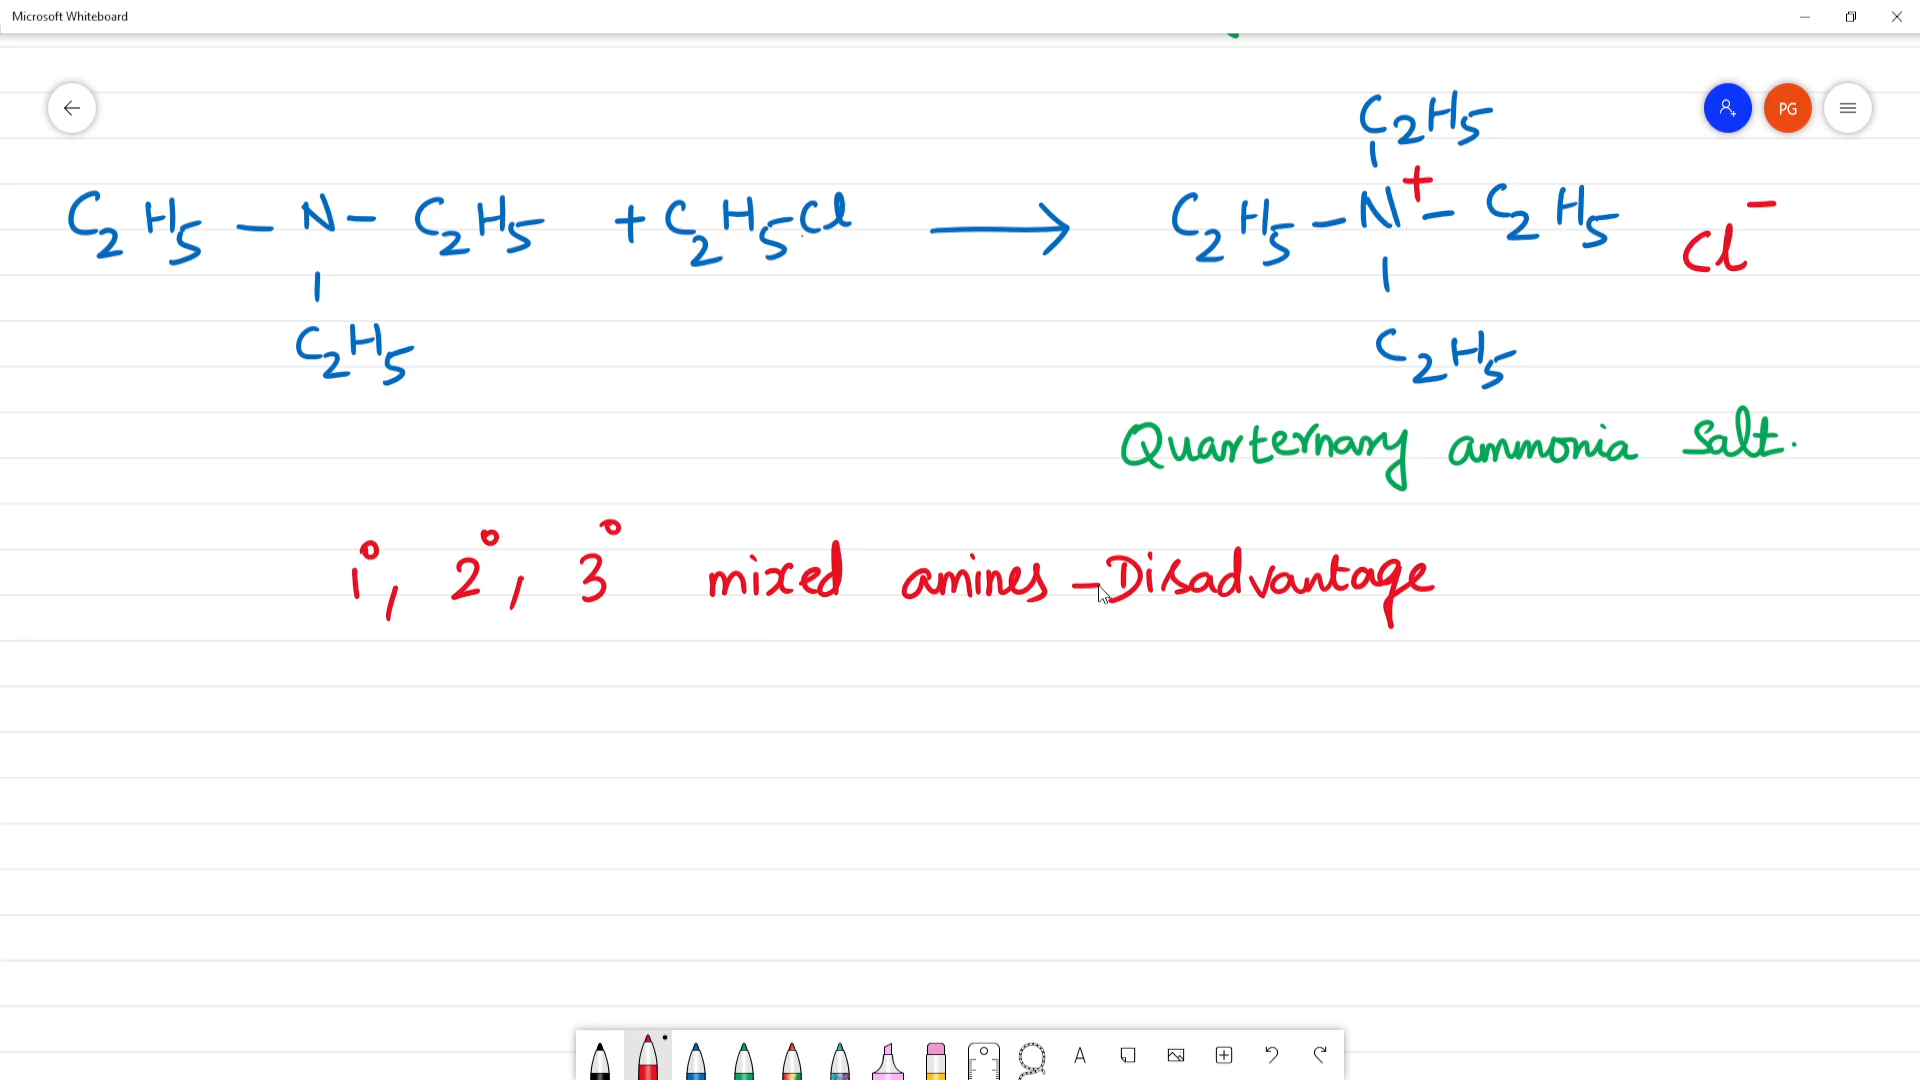 Microsoft Whiteboard
PG
C2H5
C2H5 – N – C2H5 + C2H5Cl ⟶ C2H5 – N+ – C2H5 Cl–
C2H5 C2H5
Quarternary ammonia salt.
1°, 2°, 3° mixed amines – Disadvantage
A